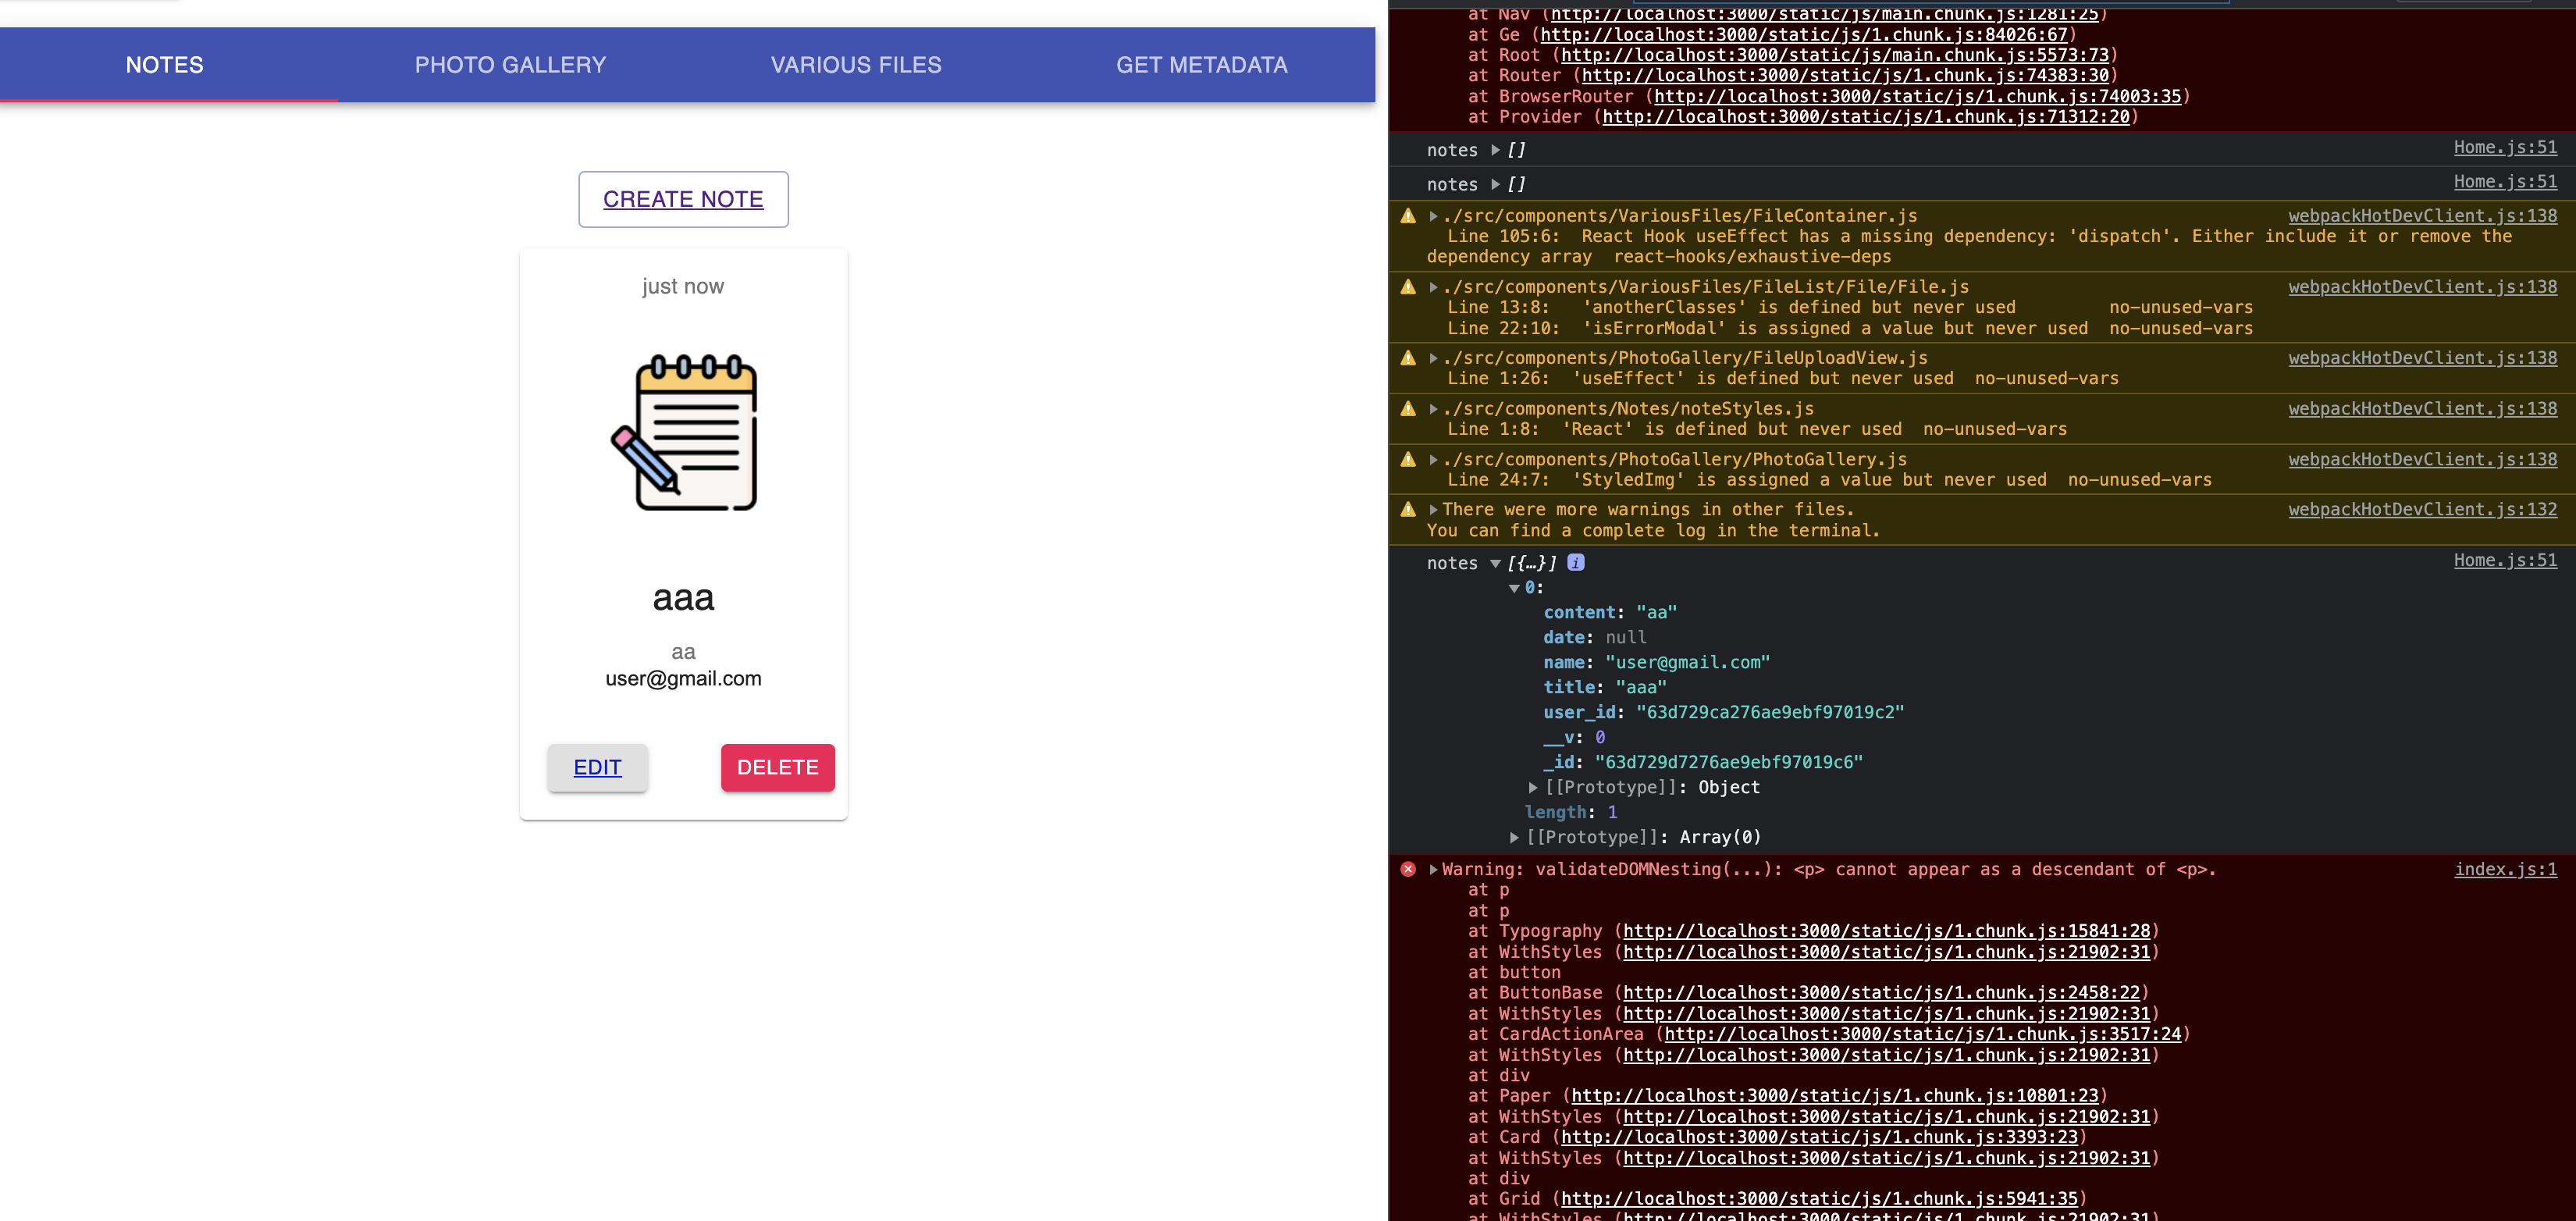 NOTES
PHOTO GALLERY
VARIOUS FILES
GET METADATA
CREATE NOTE
just now
aaa
aa
user@gmail.com
EDIT
DELETE
at Nav (http://localhost:3000/static/js/main.chunk.js:1281:25)
at Ge (http://localhost:3000/static/js/1.chunk.js:84026:67)
at Root (http://localhost:3000/static/js/main.chunk.js:5573:73)
at Router (http://localhost:3000/static/js/1.chunk.js:74383:30)
at BrowserRouter (http://localhost:3000/static/js/1.chunk.js:74003:35)
at Provider (http://localhost:3000/static/js/1.chunk.js:71312:20)
notes ▶ [] Home.js:51
notes ▶ [] Home.js:51
▶./src/components/VariousFiles/FileContainer.js webpackHotDevClient.js:138
Line 105:6: React Hook useEffect has a missing dependency: 'dispatch'. Either include it or remove the
dependency array react-hooks/exhaustive-deps
▶./src/components/VariousFiles/FileList/File/File.js webpackHotDevClient.js:138
Line 13:8: 'anotherClasses' is defined but never used no-unused-vars
Line 22:10: 'isErrorModal' is assigned a value but never used no-unused-vars
▶./src/components/PhotoGallery/FileUploadView.js webpackHotDevClient.js:138
Line 1:26: 'useEffect' is defined but never used no-unused-vars
▶./src/components/Notes/noteStyles.js webpackHotDevClient.js:138
Line 1:8: 'React' is defined but never used no-unused-vars
▶./src/components/PhotoGallery/PhotoGallery.js webpackHotDevClient.js:138
Line 24:7: 'StyledImg' is assigned a value but never used no-unused-vars
▶There were more warnings in other files. webpackHotDevClient.js:132
You can find a complete log in the terminal.
notes ▼ [{…}] i Home.js:51
▼ 0:
content: "aa"
date: null
name: "user@gmail.com"
title: "aaa"
user_id: "63d729ca276ae9ebf97019c2"
__v: 0
_id: "63d729d7276ae9ebf97019c6"
▶ [[Prototype]]: Object
length: 1
▶ [[Prototype]]: Array(0)
▶Warning: validateDOMNesting(...): <p> cannot appear as a descendant of <p>. index.js:1
at p
at p
at Typography (http://localhost:3000/static/js/1.chunk.js:15841:28)
at WithStyles (http://localhost:3000/static/js/1.chunk.js:21902:31)
at button
at ButtonBase (http://localhost:3000/static/js/1.chunk.js:2458:22)
at WithStyles (http://localhost:3000/static/js/1.chunk.js:21902:31)
at CardActionArea (http://localhost:3000/static/js/1.chunk.js:3517:24)
at WithStyles (http://localhost:3000/static/js/1.chunk.js:21902:31)
at div
at Paper (http://localhost:3000/static/js/1.chunk.js:10801:23)
at WithStyles (http://localhost:3000/static/js/1.chunk.js:21902:31)
at Card (http://localhost:3000/static/js/1.chunk.js:3393:23)
at WithStyles (http://localhost:3000/static/js/1.chunk.js:21902:31)
at div
at Grid (http://localhost:3000/static/js/1.chunk.js:5941:35)
at WithStyles (http://localhost:3000/static/js/1.chunk.js:21902:31)